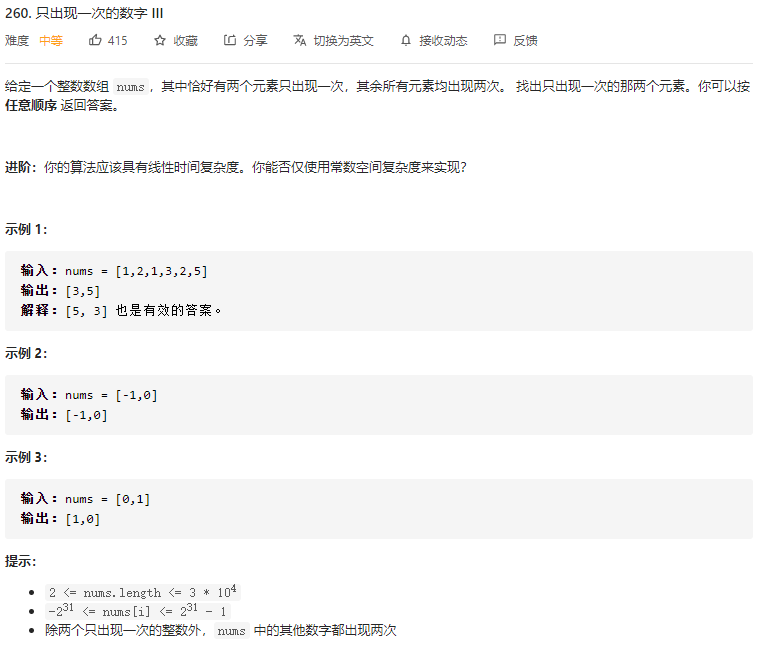 260. 只出现一次的数字 III
难度 中等 415 收藏 分享 切换为英文 接收动态 反馈
给定一个整数数组 nums，其中恰好有两个元素只出现一次，其余所有元素均出现两次。 找出只出现一次的那两个元素。你可以按
任意顺序 返回答案。
进阶：你的算法应该具有线性时间复杂度。你能否仅使用常数空间复杂度来实现？
示例 1：
输入：nums = [1,2,1,3,2,5]
输出：[3,5]
解释：[5, 3] 也是有效的答案。
示例 2：
输入：nums = [-1,0]
输出：[-1,0]
示例 3：
输入：nums = [0,1]
输出：[1,0]
提示：
• 2 <= nums.length <= 3 * 10⁴
• -2³¹ <= nums[i] <= 2³¹ - 1
• 除两个只出现一次的整数外，nums 中的其他数字都出现两次